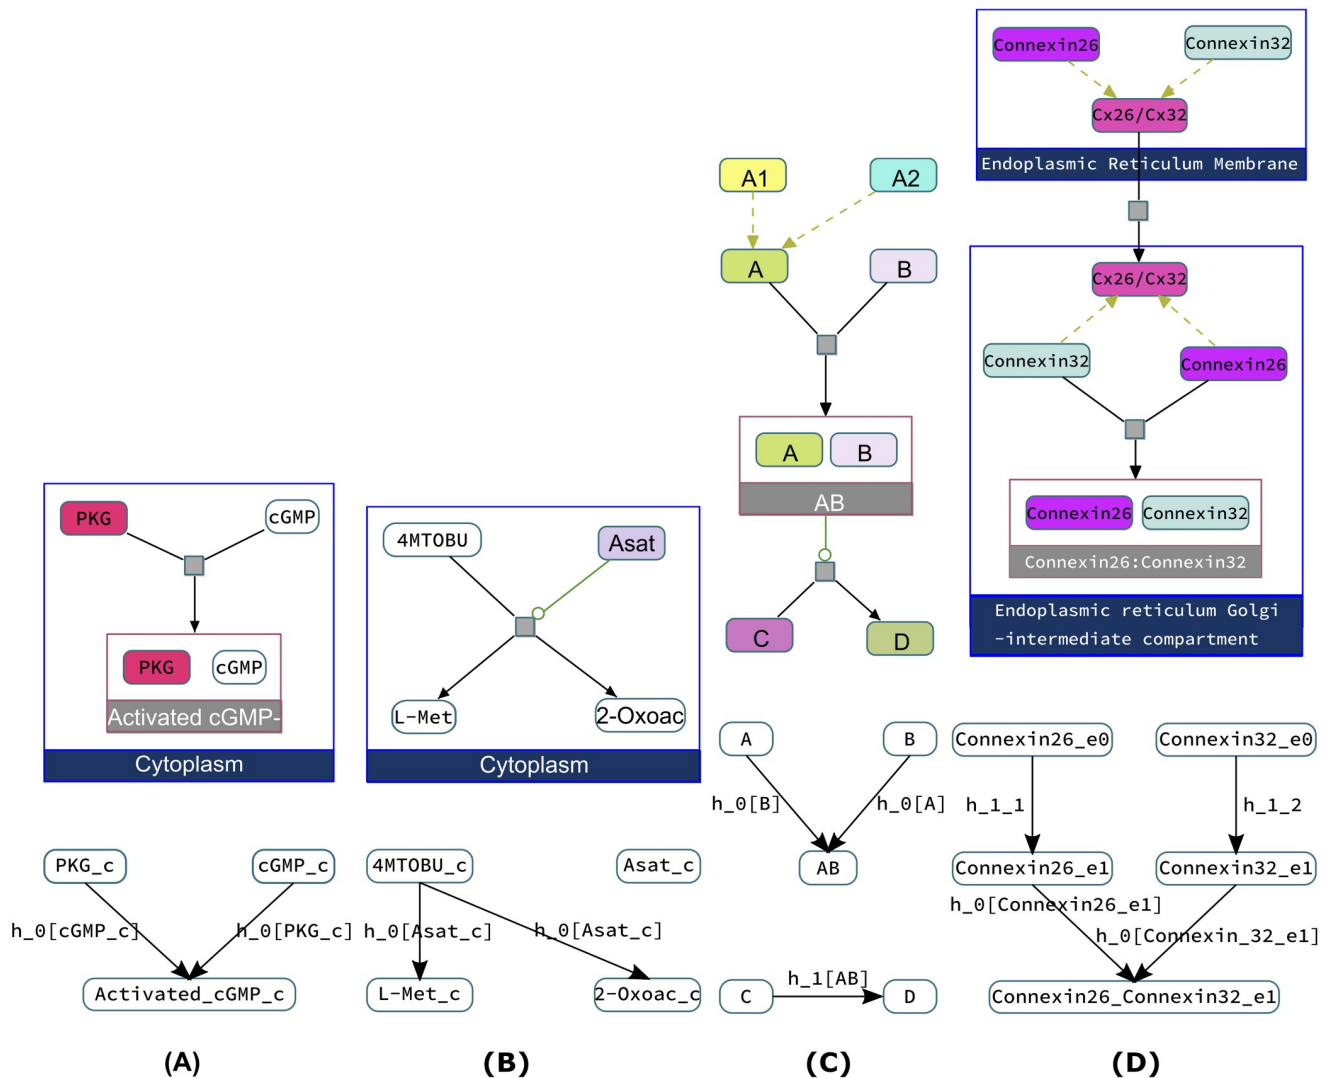 PKG
cGMP
PKG
cGMP
Activated cGMP-
Cytoplasm
PKG_c
cGMP_c
h_0[cGMP_c]
h_0[PKG_c]
Activated_cGMP_c
(A)
4MTOBU
Asat
L-Met
2-Oxoac
Cytoplasm
4MTOBU_c
Asat_c
h_0[Asat_c]
h_0[Asat_c]
L-Met_c
2-Oxoac_c
(B)
A1
A2
A
B
A
B
AB
C
D
A
B
h_0[B]
h_0[A]
AB
C
h_1[AB]
D
(C)
Connexin26
Connexin32
Cx26/Cx32
Endoplasmic Reticulum Membrane
Cx26/Cx32
Connexin32
Connexin26
Connexin26
Connexin32
Connexin26:Connexin32
Endoplasmic reticulum Golgi
-intermediate compartment
Connexin26_e0
Connexin32_e0
h_1_1
h_1_2
Connexin26_e1
Connexin32_e1
h_0[Connexin26_e1]
h_0[Connexin_32_e1]
Connexin26_Connexin32_e1
(D)